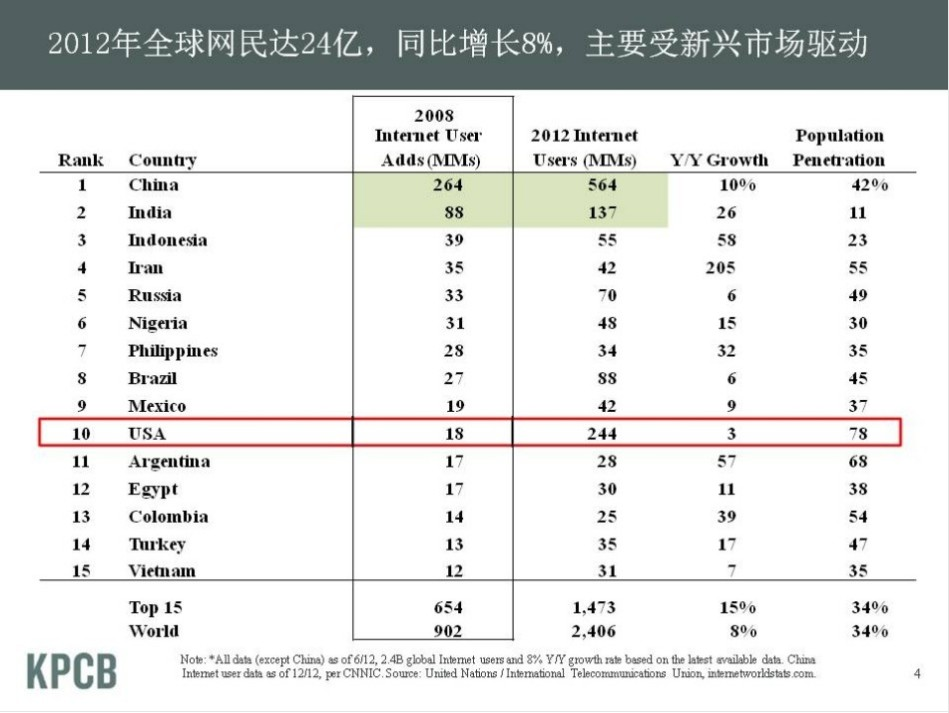 2012年全球网民达24亿，同比增长8%，主要受新兴市场驱动
2008
Internet User 2012 Internet Population
Rank Country Adds (MMs) Users (MMs) Y/Y Growth Penetration
1 China 264 564 10% 42%
2 India 88 137 26 11
3 Indonesia 39 55 58 23
4 Iran 35 42 205 55
5 Russia 33 70 6 49
6 Nigeria 31 48 15 30
7 Philippines 28 34 32 35
8 Brazil 27 88 6 45
9 Mexico 19 42 9 37
10 USA 18 244 3 78
11 Argentina 17 28 57 68
12 Egypt 17 30 11 38
13 Colombia 14 25 39 54
14 Turkey 13 35 17 47
15 Vietnam 12 31 7 35
Top 15 654 1,473 15% 34%
World 902 2,406 8% 34%
KPCB
Note: *All data (except China) as of 6/12, 2.4B global Internet users and 8% Y/Y growth rate based on the latest available data. China
Internet user data as of 12/12, per CNNIC. Source: United Nations / International Telecommunications Union, internetworldstats.com.
4